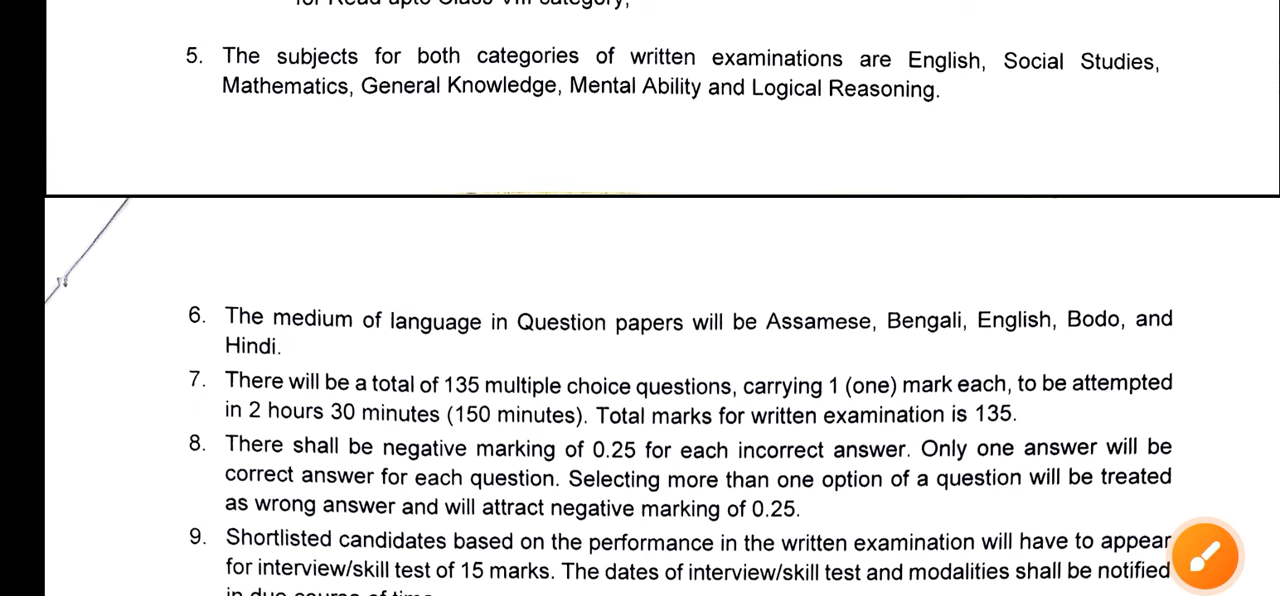 5. The subjects for both categories of written examinations are English, Social Studies,
Mathematics, General Knowledge, Mental Ability and Logical Reasoning.
6. The medium of language in Question papers will be Assamese, Bengali, English, Bodo, and
Hindi.
7. There will be a total of 135 multiple choice questions, carrying 1 (one) mark each, to be attempted
in 2 hours 30 minutes (150 minutes). Total marks for written examination is 135.
8. There shall be negative marking of 0.25 for each incorrect answer. Only one answer will be
correct answer for each question. Selecting more than one option of a question will be treated
as wrong answer and will attract negative marking of 0.25.
9. Shortlisted candidates based on the performance in the written examination will have to appear
for interview/skill test of 15 marks. The dates of interview/skill test and modalities shall be notified